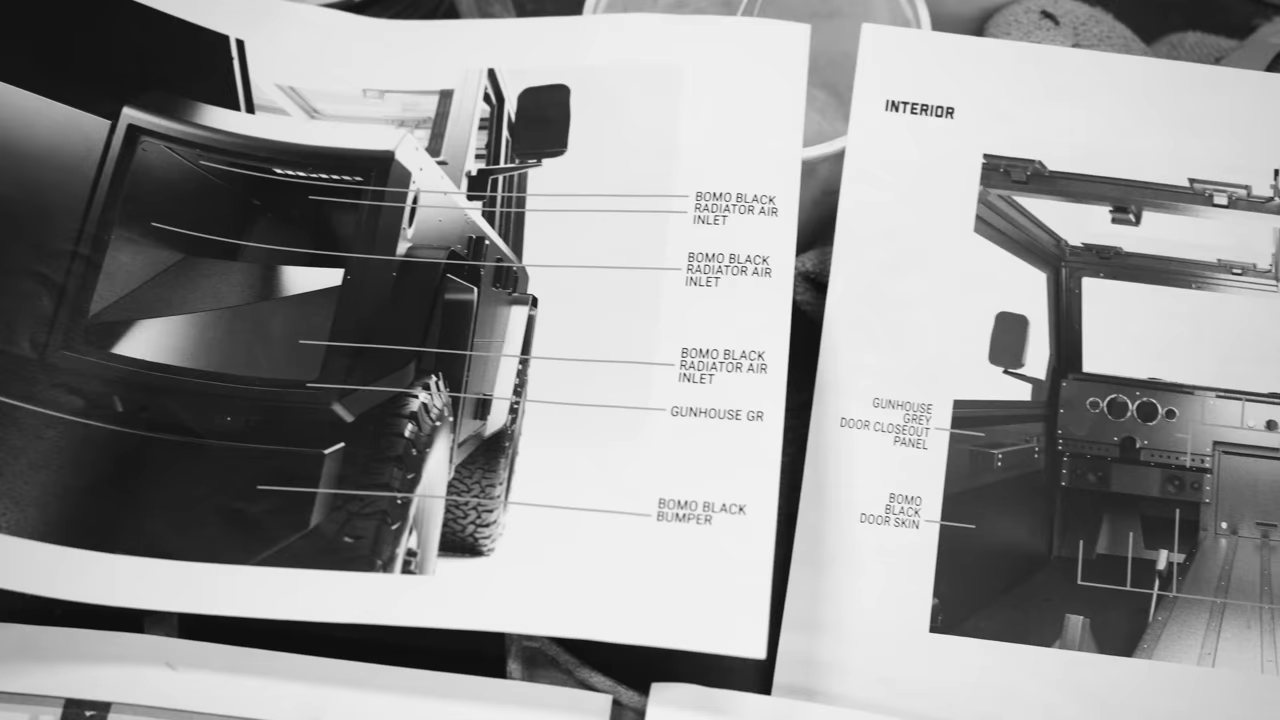 BOMO BLACK
RADIATOR AIR
INLET
BOMO BLACK
RADIATOR AIR
INLET
BOMO BLACK
RADIATOR AIR
INLET
GUNHOUSE GR
BOMO BLACK
BUMPER
INTERIOR
GUNHOUSE
GREY
DOOR CLOSEOUT
PANEL
BOMO
BLACK
DOOR SKIN